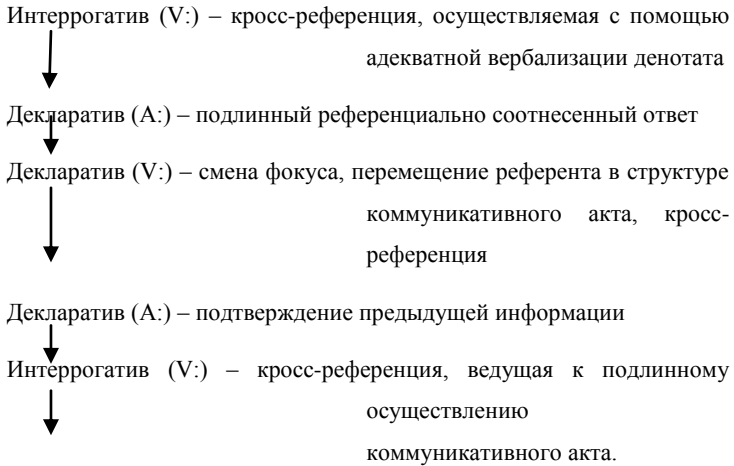 Интеррогатив (V:) – кросс-референция, осуществляемая с помощью
адекватной вербализации денотата
Декларатив (A:) – подлинный референциально соотнесенный ответ
Декларатив (V:) – смена фокуса, перемещение референта в структуре
коммуникативного акта, кросс-
референция
Декларатив (A:) – подтверждение предыдущей информации
Интеррогатив (V:) – кросс-референция, ведущая к подлинному
осуществлению
коммуникативного акта.